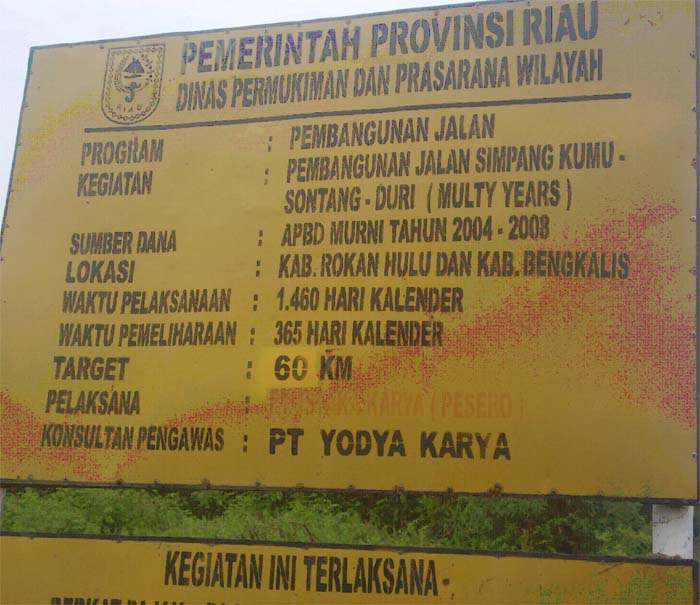 PEMERINTAH PROVINSI RIAU
DINAS PERMUKIMAN DAN PRASARANA WILAYAH
RIAU
PROGRAM : PEMBANGUNAN JALAN
KEGIATAN : PEMBANGUNAN JALAN SIMPANG KUMU -
SONTANG - DURI ( MULTY YEARS )
SUMBER DANA : APBD MURNI TAHUN 2004 - 2008
LOKASI : KAB. ROKAN HULU DAN KAB. BENGKALIS
WAKTU PELAKSANAAN : 1.460 HARI KALENDER
WAKTU PEMELIHARAAN : 365 HARI KALENDER
TARGET : 60 KM
PELAKSANA : KARYA ( PESERO )
KONSULTAN PENGAWAS : PT YODYA KARYA
KEGIATAN INI TERLAKSANA